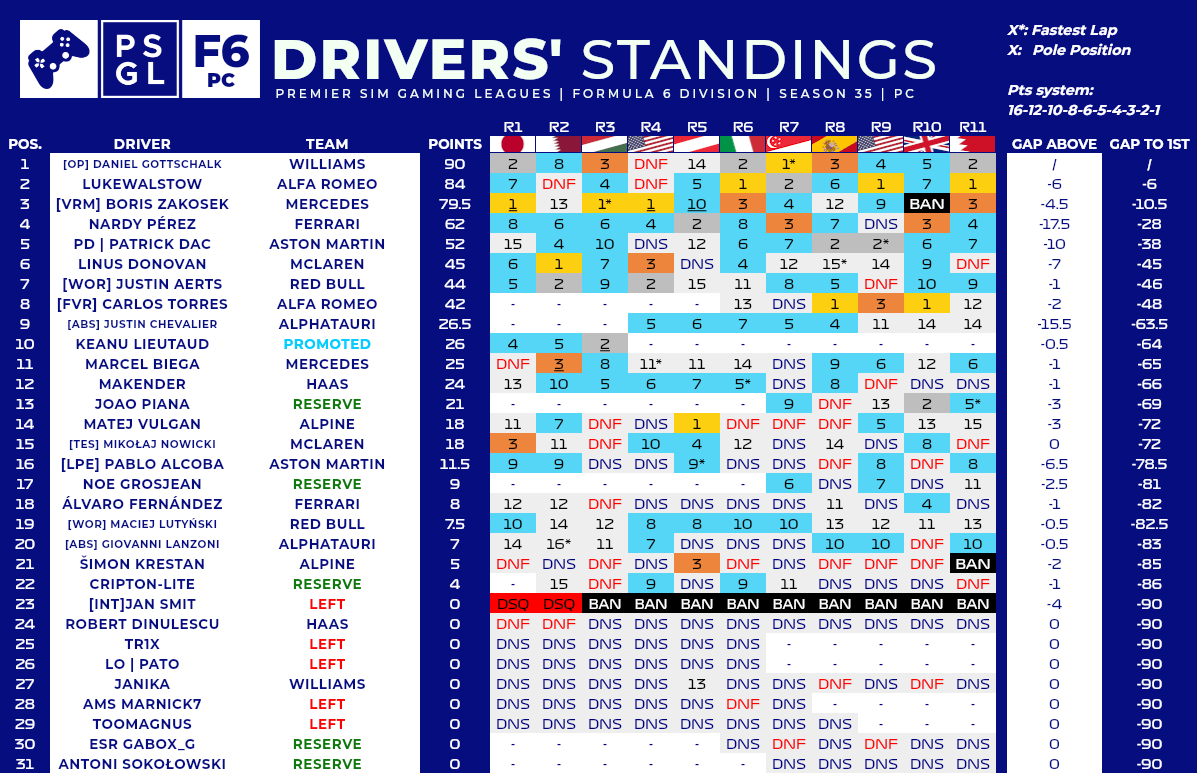 PS
GL
F6
PC
DRIVERS' STANDINGS
PREMIER SIM GAMING LEAGUES | FORMULA 6 DIVISION | SEASON 35 | PC
X*: Fastest Lap
X: Pole Position
Pts system:
16-12-10-8-6-5-4-3-2-1
R1 R2 R3 R4 R5 R6 R7 R8 R9 R10 R11
POS. DRIVER TEAM POINTS GAP ABOVE GAP TO 1ST
1 [OP] DANIEL GOTTSCHALK WILLIAMS 90 2 8 3 DNF 14 2 1* 3 4 5 2 / /
2 LUKEWALSTOW ALFA ROMEO 84 7 DNF 4 DNF 5 1 2 6 1 7 1 -6 -6
3 [VRM] BORIS ZAKOSEK MERCEDES 79.5 1 13 1* 1 10 3 4 12 9 BAN 3 -4.5 -10.5
4 NARDY PÉREZ FERRARI 62 8 6 6 4 2 8 3 7 DNS 3 4 -17.5 -28
5 PD | PATRICK DAC ASTON MARTIN 52 15 4 10 DNS 12 6 7 2 2* 6 7 -10 -38
6 LINUS DONOVAN MCLAREN 45 6 1 7 3 DNS 4 12 15* 14 9 DNF -7 -45
7 [WOR] JUSTIN AERTS RED BULL 44 5 2 9 2 15 11 8 5 DNF 10 9 -1 -46
8 [FVR] CARLOS TORRES ALFA ROMEO 42 - - - - - 13 DNS 1 3 1 12 -2 -48
9 [ABS] JUSTIN CHEVALIER ALPHATAURI 26.5 - - - 5 6 7 5 4 11 14 14 -15.5 -63.5
10 KEANU LIEUTAUD PROMOTED 26 4 5 2 - - - - - - - - -0.5 -64
11 MARCEL BIEGA MERCEDES 25 DNF 3 8 11* 11 14 DNS 9 6 12 6 -1 -65
12 MAKENDER HAAS 24 13 10 5 6 7 5* DNS 8 DNF DNS DNS -1 -66
13 JOAO PIANA RESERVE 21 - - - - - - 9 DNF 13 2 5* -3 -69
14 MATEJ VULGAN ALPINE 18 11 7 DNF DNS 1 DNF DNF DNF 5 13 15 -3 -72
15 [TES] MIKOŁAJ NOWICKI MCLAREN 18 3 11 DNF 10 4 12 DNS 14 DNS 8 DNF 0 -72
16 [LPE] PABLO ALCOBA ASTON MARTIN 11.5 9 9 DNS DNS 9* DNS DNS DNF 8 DNF 8 -6.5 -78.5
17 NOE GROSJEAN RESERVE 9 - - - - - - 6 DNS 7 DNS 11 -2.5 -81
18 ÁLVARO FERNÁNDEZ FERRARI 8 12 12 DNF DNS DNS DNS DNS 11 DNS 4 DNS -1 -82
19 [WOR] MACIEJ LUTYŃSKI RED BULL 7.5 10 14 12 8 8 10 10 13 12 11 13 -0.5 -82.5
20 [ABS] GIOVANNI LANZONI ALPHATAURI 7 14 16* 11 7 DNS DNS DNS 10 10 DNF 10 -0.5 -83
21 ŠIMON KRESTAN ALPINE 5 DNF DNS DNF DNS 3 DNF DNS DNF DNF DNF BAN -2 -85
22 CRIPTON-LITE RESERVE 4 - 15 DNF 9 DNS 9 11 DNS DNS DNS DNF -1 -86
23 [INT]JAN SMIT LEFT 0 DSQ DSQ BAN BAN BAN BAN BAN BAN BAN BAN BAN -4 -90
24 ROBERT DINULESCU HAAS 0 DNF DNF DNS DNS DNS DNS DNS DNS DNS DNS DNS 0 -90
25 TR1X LEFT 0 DNS DNS DNS DNS DNS DNS - - - - - 0 -90
26 LO | PATO LEFT 0 DNS DNS DNS DNS DNS DNS - - - - - 0 -90
27 JANIKA WILLIAMS 0 DNS DNS DNS DNS 13 DNS DNS DNF DNS DNF DNS 0 -90
28 AMS MARNICK7 LEFT 0 DNS DNS DNS DNS DNS DNF DNS - - - - 0 -90
29 TOOMAGNUS LEFT 0 DNS DNS DNS DNS DNS DNS DNS DNS - - - 0 -90
30 ESR GABOX_G RESERVE 0 - - - - - DNS DNF DNS DNF DNS DNS 0 -90
31 ANTONI SOKOŁOWSKI RESERVE 0 - - - - - - DNS DNS DNS DNS DNS 0 -90